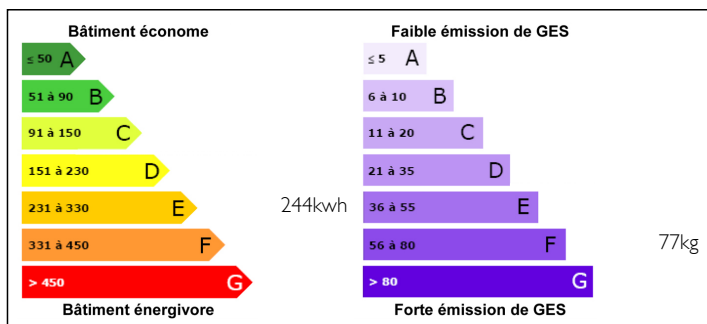 Bâtiment économe
≤ 50 A
51 à 90 B
91 à 150 C
151 à 230 D
231 à 330 E
244kwh
331 à 450 F
> 450 G
Bâtiment énergivore
Faible émission de GES
≤ 5 A
6 à 10 B
11 à 20 C
21 à 35 D
36 à 55 E
56 à 80 F
77kg
> 80 G
Forte émission de GES